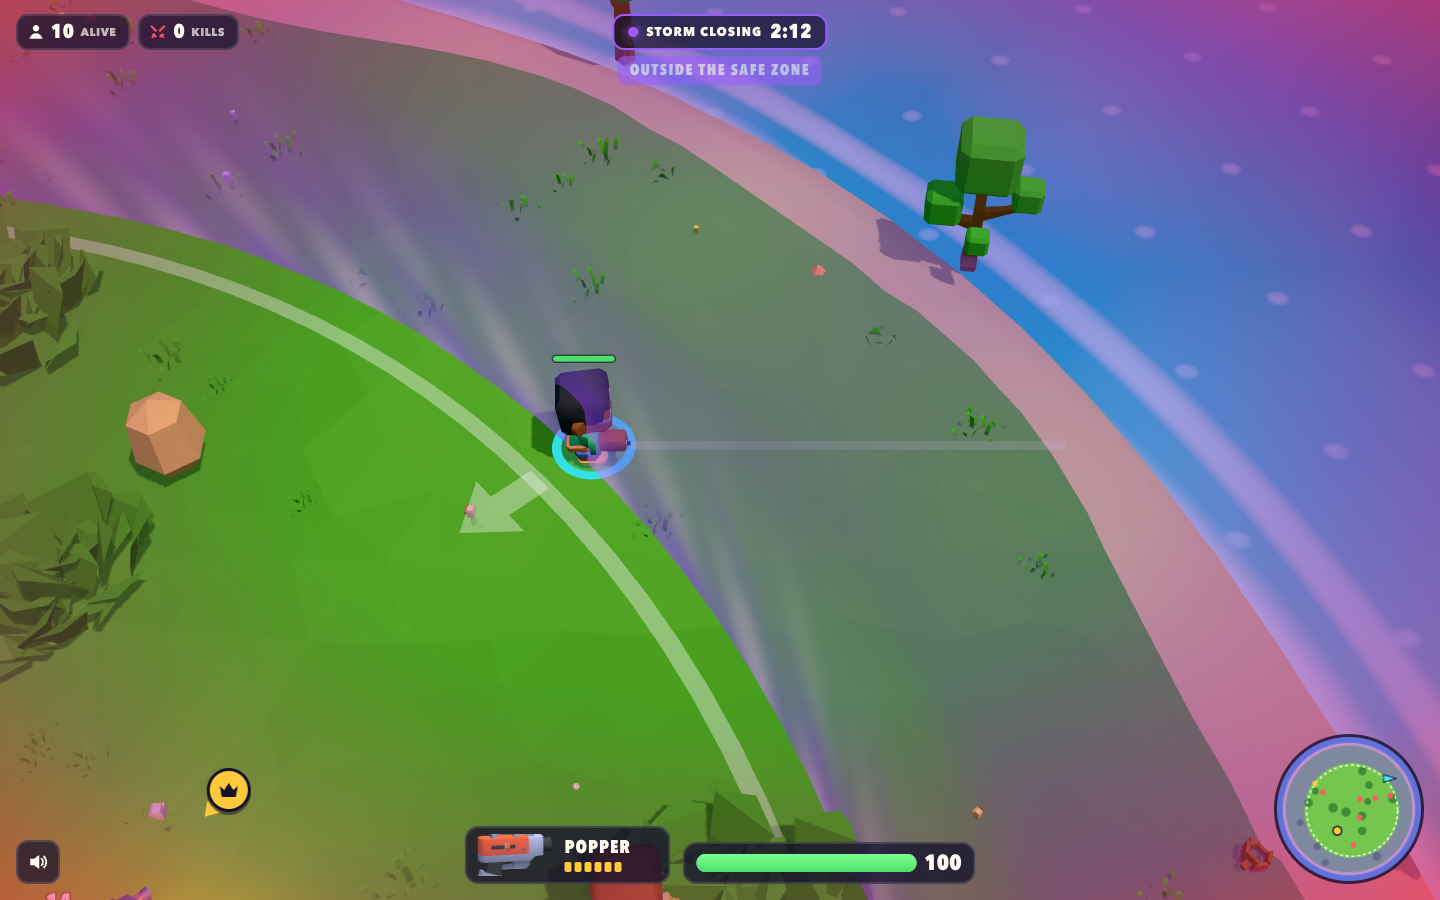 10 ALIVE
0 KILLS
STORM CLOSING 2:12
OUTSIDE THE SAFE ZONE
POPPER
100